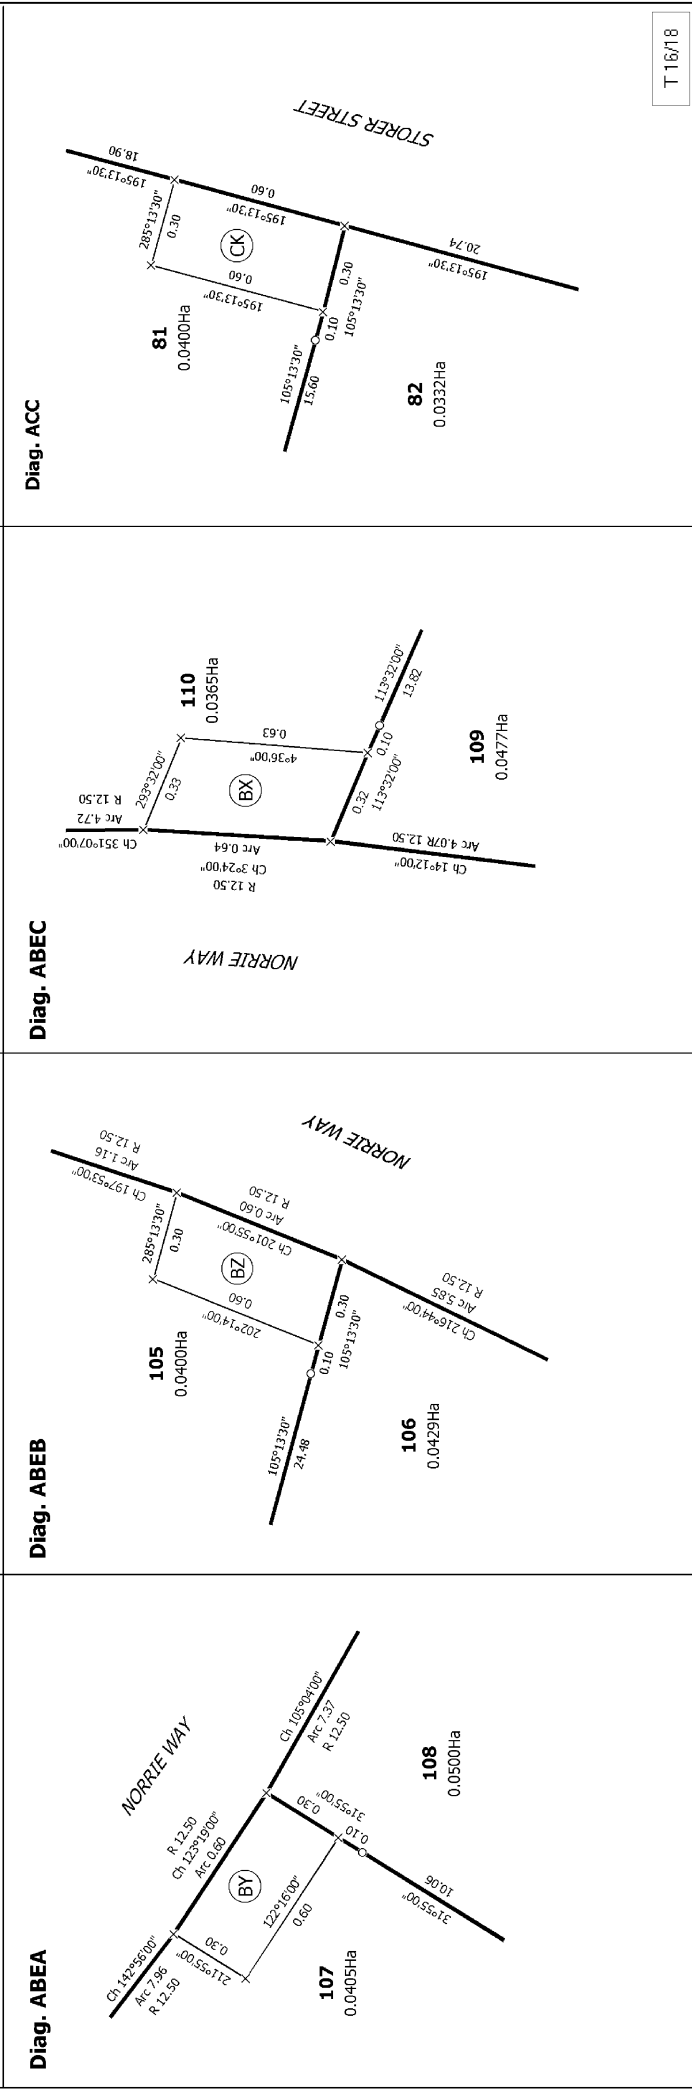 Diag. ABEA
NORRIE WAY
Ch 142°56'00"
Arc 7.96
R 12.50
R 12.50
Ch 123°19'00"
Arc 0.60
Ch 105°04'00"
Arc 7.37
R 12.50
211°55'00"
0.30
BY
122°16'00"
0.60
0.30
31°55'00"
0.10
31°55'00"
10.06
107
0.0405Ha
108
0.0500Ha
Diag. ABEB
NORRIE WAY
Ch 197°53'00"
Arc 1.16
R 12.50
285°13'30"
0.30
Ch 201°55'00"
Arc 0.60
R 12.50
BZ
202°14'00"
0.60
105
0.0400Ha
105°13'30"
24.48
0.10
0.30
105°13'30"
Ch 216°44'00"
Arc 5.85
R 12.50
106
0.0429Ha
Diag. ABEC
NORRIE WAY
Ch 351°07'00"
Arc 4.72
R 12.50
293°32'00"
0.33
110
0.0365Ha
R 12.50
Ch 3°24'00"
Arc 0.64
BX
4°36'00"
0.63
0.32
113°32'00"
0.10
113°32'00"
13.82
Ch 14°12'00"
Arc 4.07R 12.50
109
0.0477Ha
Diag. ACC
STORER STREET
195°13'30"
18.90
285°13'30"
0.30
195°13'30"
0.60
CK
195°13'30"
0.60
81
0.0400Ha
105°13'30"
15.60
0.10
0.30
105°13'30"
195°13'30"
20.74
82
0.0332Ha
T 16/18